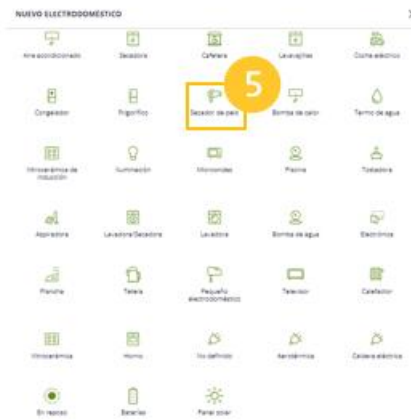 NUEVO ELECTRODOMÉSTICO
Aire acondicionado Secadora Cafetera Lavavajillas Coche eléctrico
5
Congelador Frigorífico Secador de pelo Bomba de calor Termo de agua
Vitrocerámica de inducción Iluminación Microondas Piscina Tostadora
Aspiradora Lavadora/Secadora Lavadora Bomba de agua Electrónica
Plancha Tetera Pequeño electrodoméstico Televisor Calefactor
Vitrocerámica Horno No definido Aerotérmica Caldera eléctrica
En reposo Baterías Panel solar